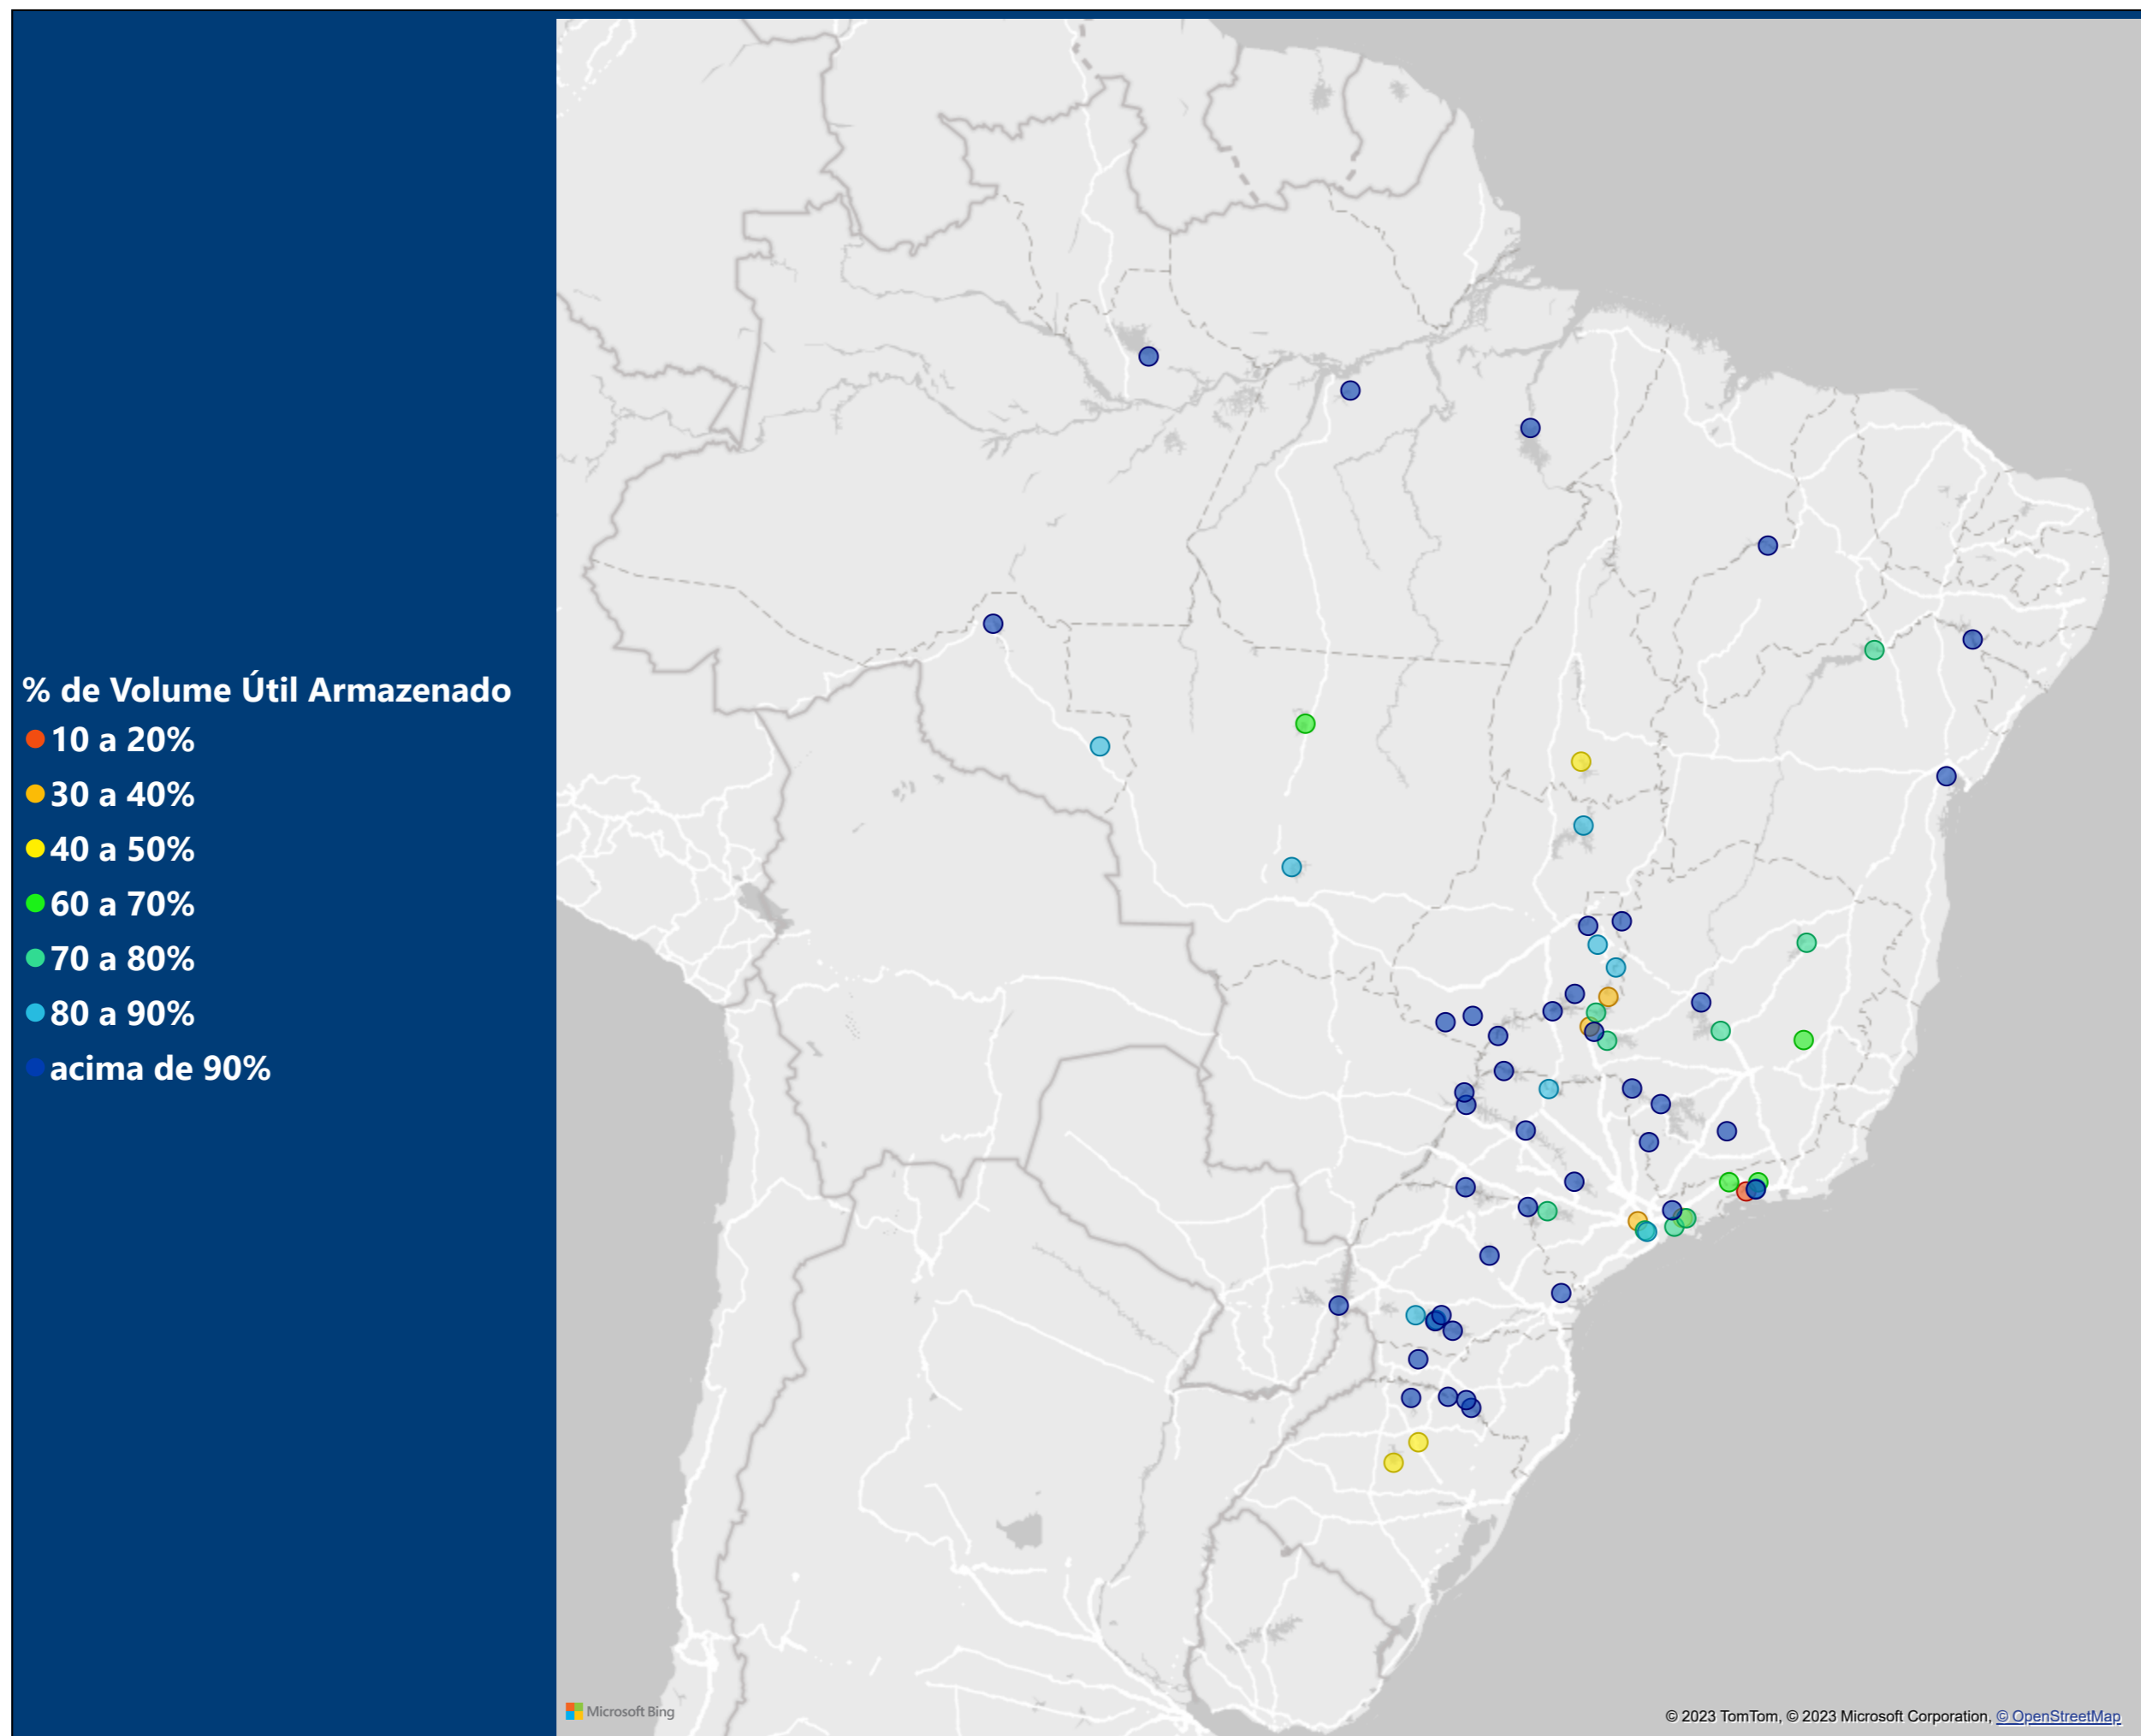 % de Volume Útil Armazenado
10 a 20%
30 a 40%
40 a 50%
60 a 70%
70 a 80%
80 a 90%
acima de 90%
Microsoft Bing
© 2023 TomTom, © 2023 Microsoft Corporation, © OpenStreetMap